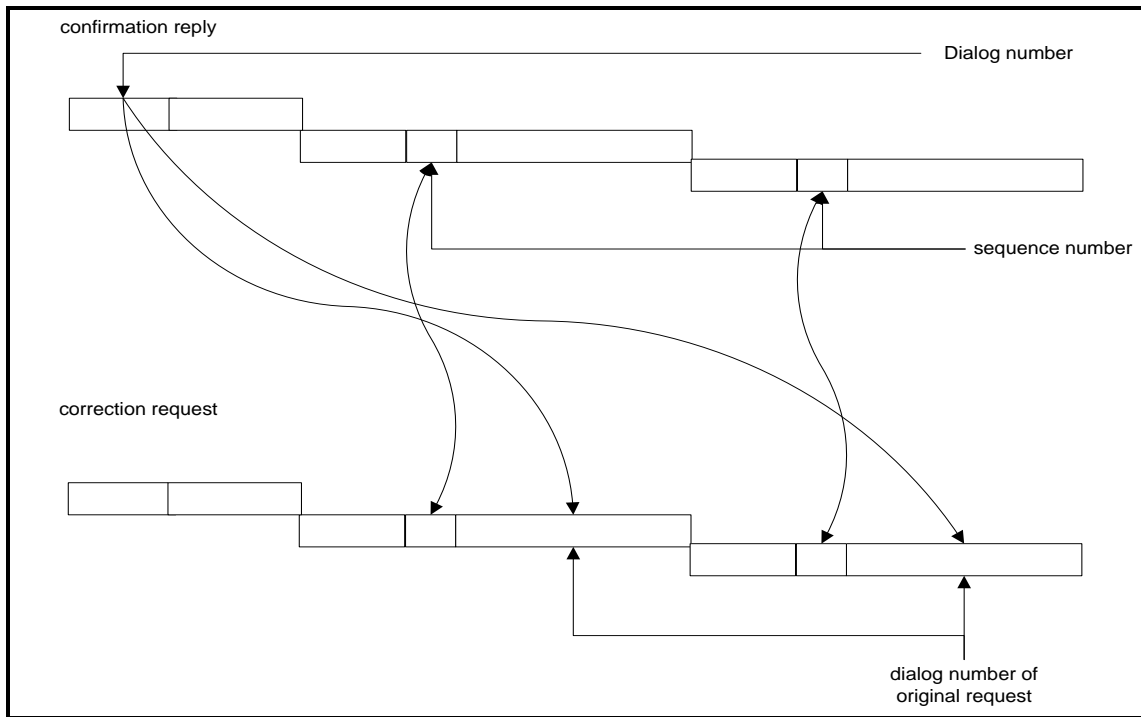 confirmation reply
Dialog number
sequence number
correction request
dialog number of
original request